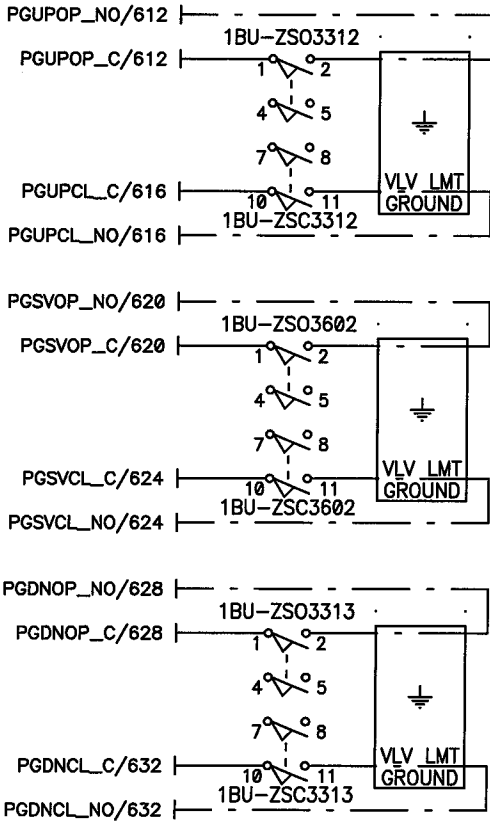 PGUPOP_NO/612
1BU-ZSO3312
PGUPOP_C/612
1 2
4 5
7 8
PGUPCL_C/616
10 11
VLV LMT
GROUND
1BU-ZSC3312
PGUPCL_NO/616
PGSVOP_NO/620
1BU-ZSO3602
PGSVOP_C/620
1 2
4 5
7 8
PGSVCL_C/624
10 11
VLV LMT
GROUND
1BU-ZSC3602
PGSVCL_NO/624
PGDNOP_NO/628
1BU-ZSO3313
PGDNOP_C/628
1 2
4 5
7 8
PGDNCL_C/632
10 11
VLV LMT
GROUND
1BU-ZSC3313
PGDNCL_NO/632